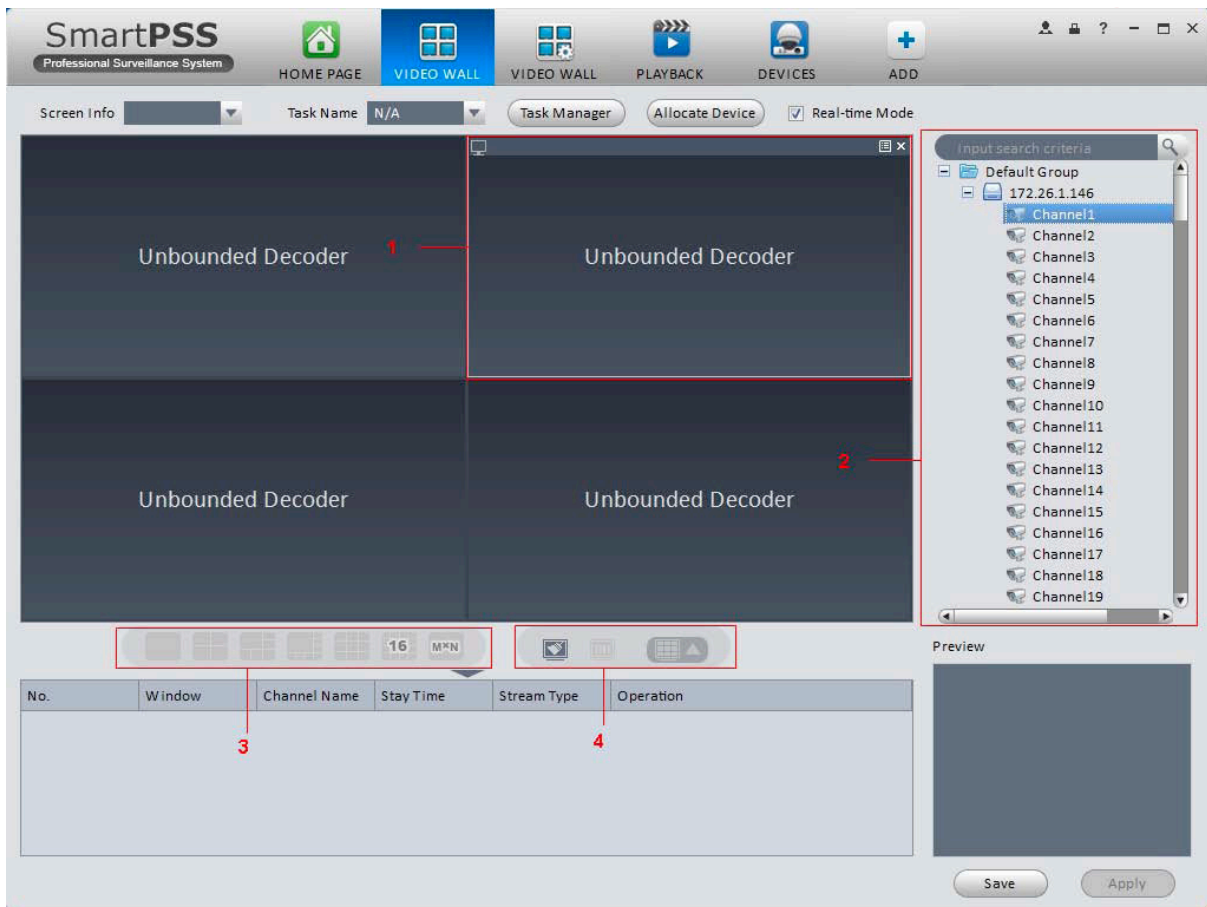 SmartPSS
Professional Surveillance System
HOME PAGE
VIDEO WALL
VIDEO WALL
PLAYBACK
DEVICES
ADD
?
Screen Info
Task Name N/A
Task Manager
Allocate Device
Real-time Mode
Unbounded Decoder
1
Unbounded Decoder
Unbounded Decoder
Unbounded Decoder
Input search criteria
Default Group
172.26.1.146
Channel1
Channel2
Channel3
Channel4
Channel5
Channel6
Channel7
Channel8
Channel9
Channel10
Channel11
Channel12
2
Channel13
Channel14
Channel15
Channel16
Channel17
Channel18
Channel19
16 M×N
3
4
No. Window Channel Name Stay Time Stream Type Operation
Preview
Save
Apply